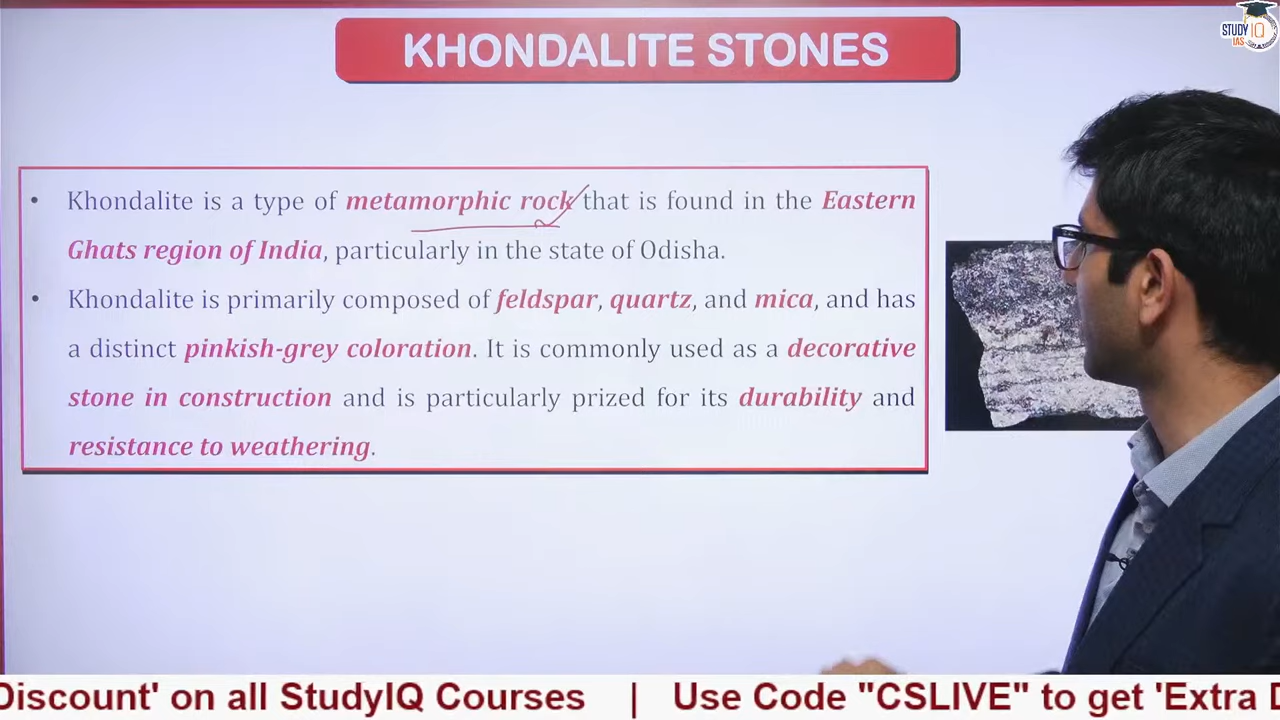 KHONDALITE STONES
STUDY IQ
IAS
• Khondalite is a type of metamorphic rock that is found in the Eastern
Ghats region of India, particularly in the state of Odisha.
• Khondalite is primarily composed of feldspar, quartz, and mica, and has
a distinct pinkish-grey coloration. It is commonly used as a decorative
stone in construction and is particularly prized for its durability and
resistance to weathering.
Discount' on all StudyIQ Courses | Use Code "CSLIVE" to get 'Extra D